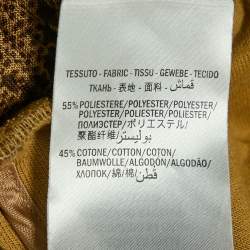 TESSUTO - FABRIC - TISSU - GEWEBE - TECIDO
ТКАНЬ - 表地 - 面料 - قماش
55% POLIESTERE/POLYESTER/POLYESTER/
POLYESTER/POLIESTER/POLIESTER/
ПОЛИЭСТЕР/ポリエステル/
聚酯纤维/بوليستر
45% COTONE/COTTON/COTON/
BAUMWOLLE/ALGODÓN/ALGODÃO/
ХЛОПОК/綿/棉/قطن